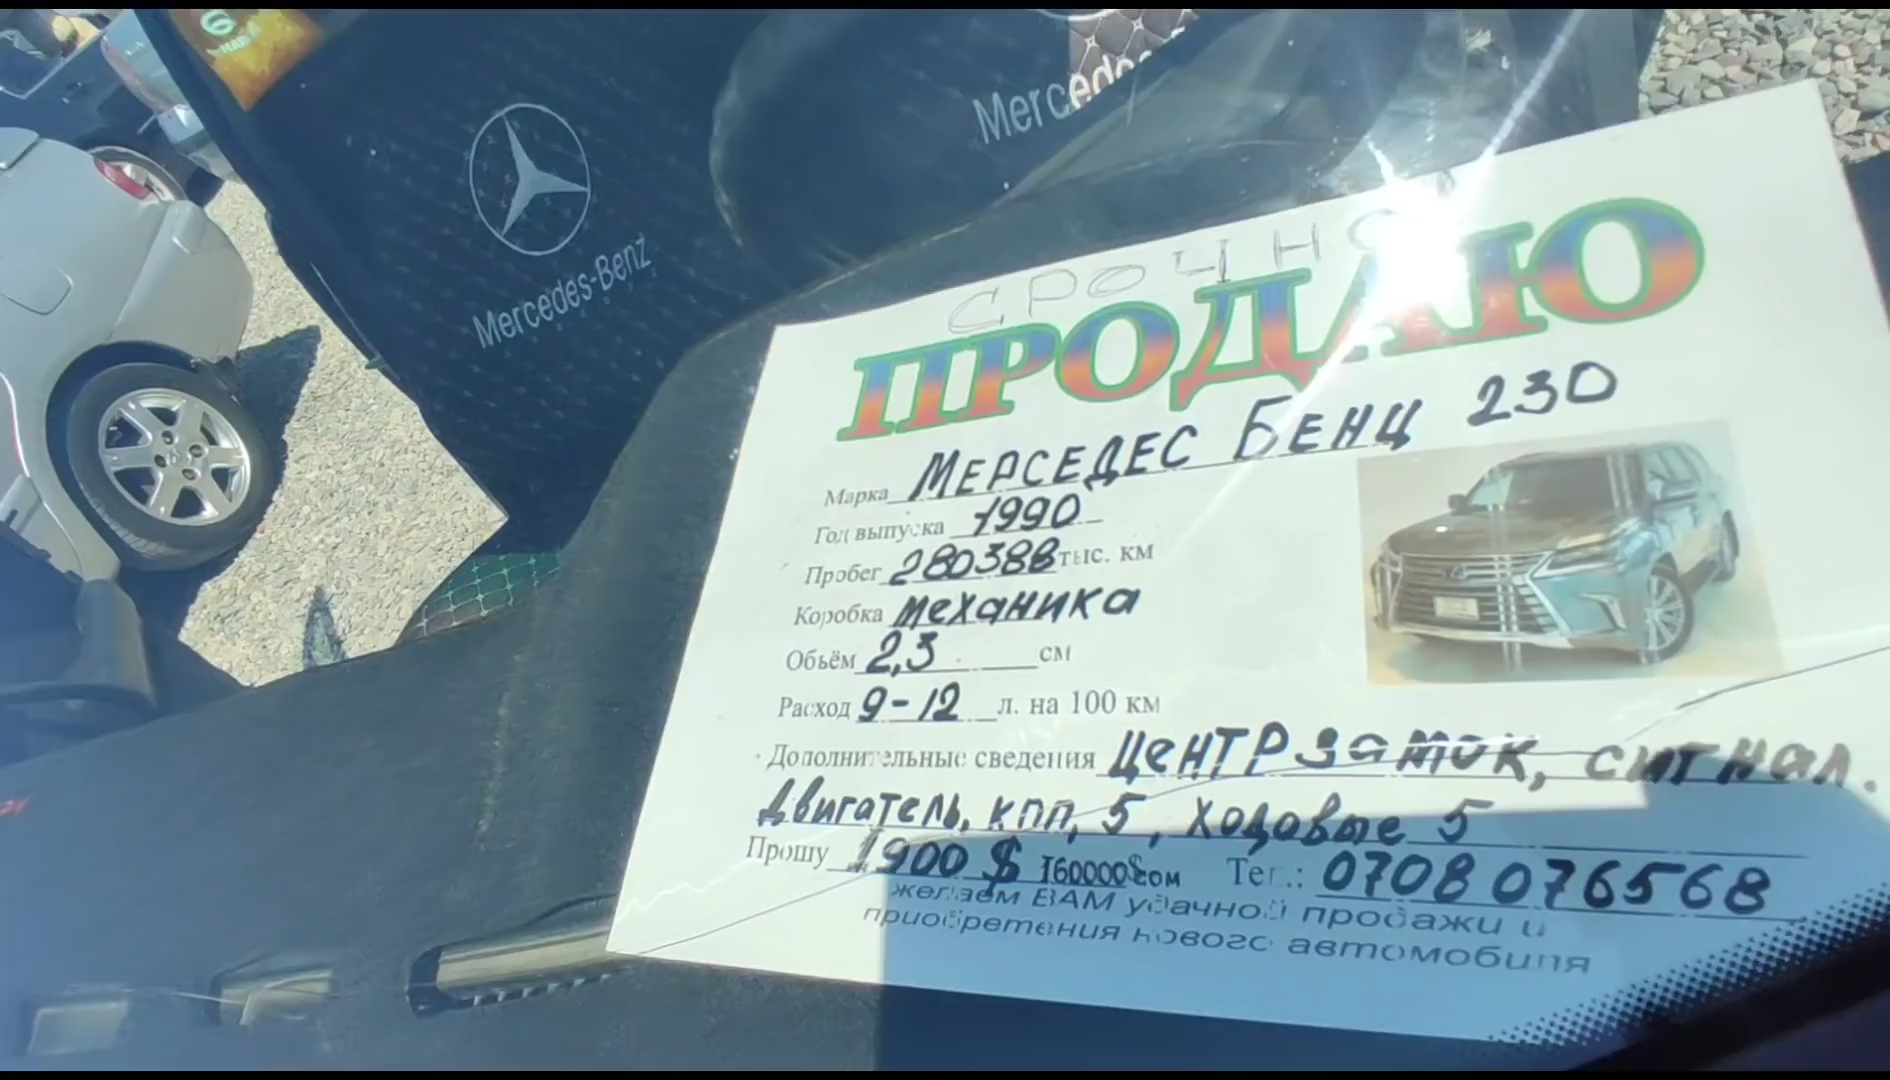 Mercedes-Benz
Mercedes
СРОЧНО
ПРОДАЮ
Марка МЕРСЕДЕС БЕНЦ 230
Год выпуска 1990
Пробег 280388 тыс. км
Коробка механика
Обьём 2,3 см
Расход 9-12 л. на 100 км
Дополнительные сведения ЦЕНТР замок, сигнал.
Двигатель, кпп, 5, Ходовые 5
Прошу 1900 $ 160000 сом Тел.: 0708 076568
желаем ВАМ удачной продажи и
приобретения нового автомобиля